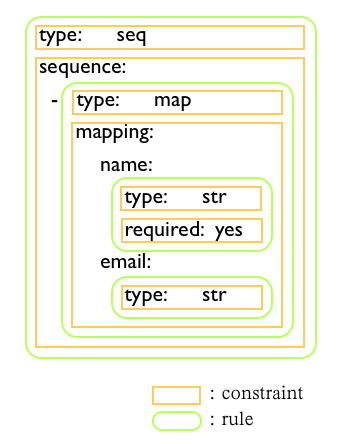 type: seq
sequence:
- type: map
mapping:
name:
type: str
required: yes
email:
type: str
: constraint
: rule